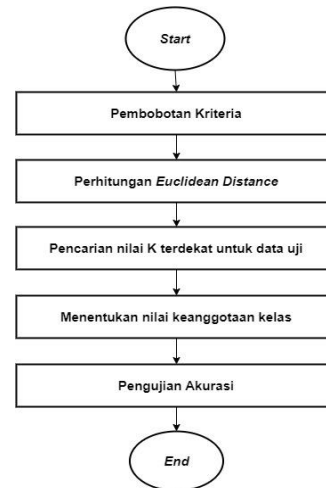 Start
Pembobotan Kriteria
Perhitungan Euclidean Distance
Pencarian nilai K terdekat untuk data uji
Menentukan nilai keanggotaan kelas
Pengujian Akurasi
End